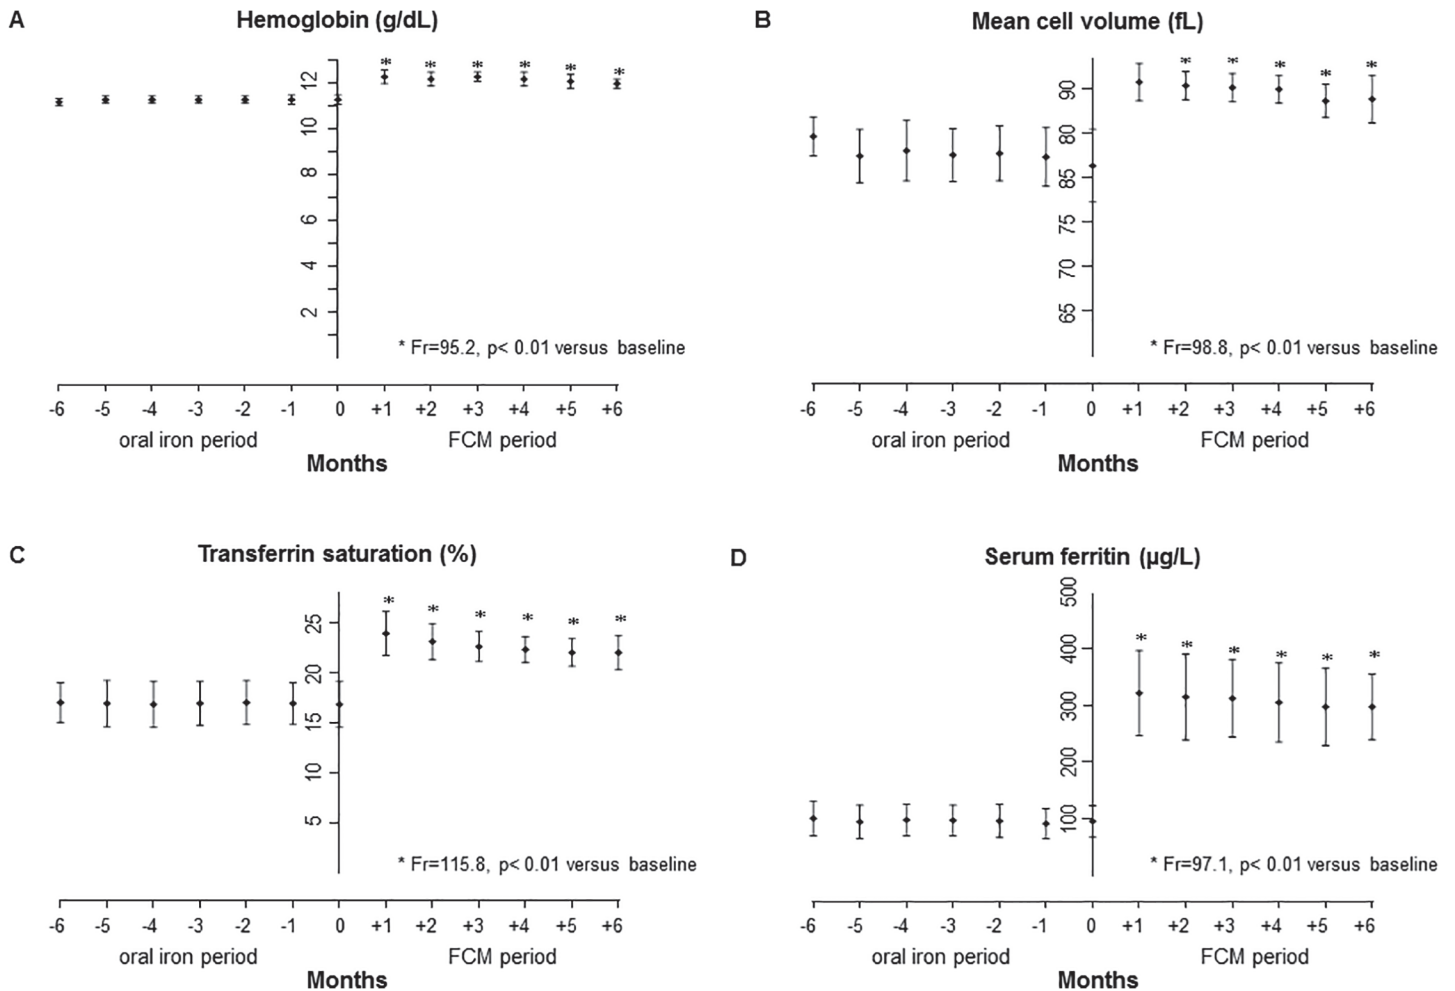 A
Hemoglobin (g/dL)
* * * * * *
12
10
8
6
4
2
* Fr=95.2, p< 0.01 versus baseline
-6 -5 -4 -3 -2 -1 0 +1 +2 +3 +4 +5 +6
oral iron period FCM period
Months
B
Mean cell volume (fL)
* * * * *
90
80
85
75
70
65
* Fr=98.8, p< 0.01 versus baseline
-6 -5 -4 -3 -2 -1 0 +1 +2 +3 +4 +5 +6
oral iron period FCM period
Months
C
Transferrin saturation (%)
* * * * * *
25
20
15
10
5
* Fr=115.8, p< 0.01 versus baseline
-6 -5 -4 -3 -2 -1 0 +1 +2 +3 +4 +5 +6
oral iron period FCM period
Months
D
Serum ferritin (µg/L)
500
* * * * * *
400
300
200
100
* Fr=97.1, p< 0.01 versus baseline
-6 -5 -4 -3 -2 -1 0 +1 +2 +3 +4 +5 +6
oral iron period FCM period
Months